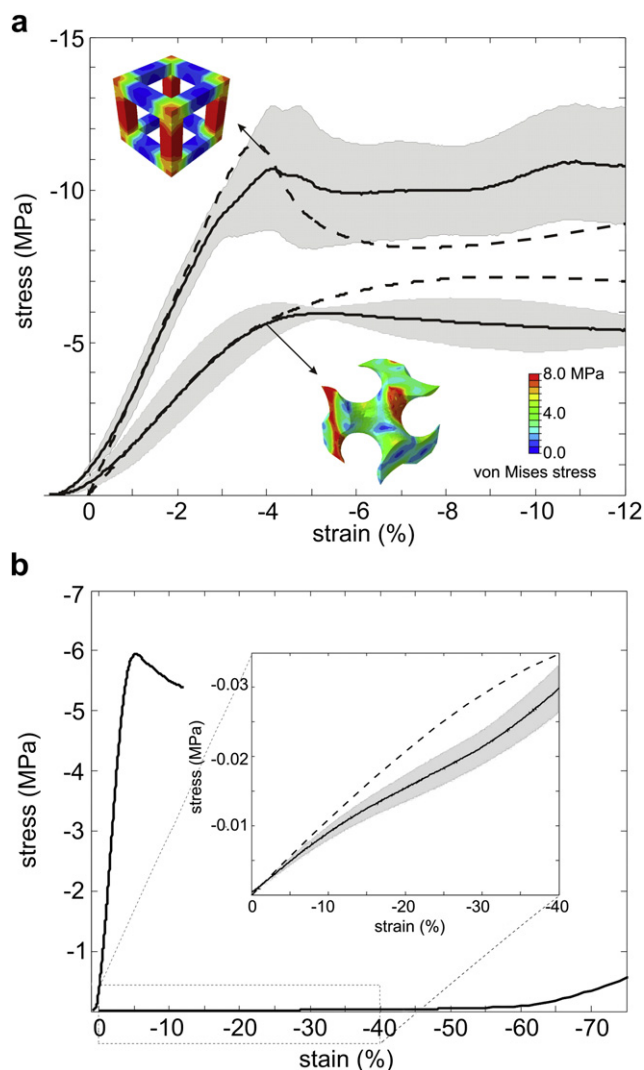 a
-15
-10
-5
stress (MPa)
8.0 MPa
4.0
0.0
von Mises stress
0 -2 -4 -6 -8 -10 -12
strain (%)
b
-7
-6
-5
-4
-3
-2
-1
stress (MPa)
-0.03
-0.02
-0.01
stress (MPa)
0 -10 -20 -30 -40
strain (%)
0 -10 -20 -30 -40 -50 -60 -70
stain (%)